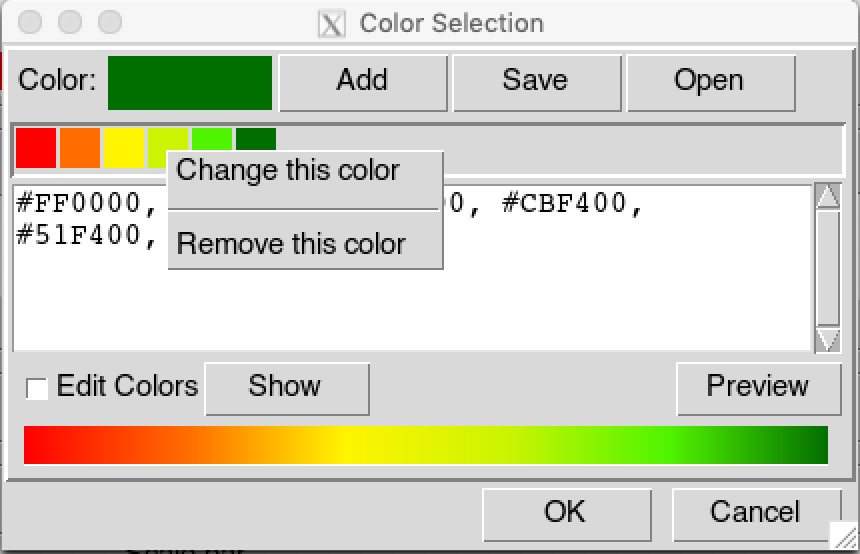 Color Selection
Color: Add Save Open
Change this color
#FF0000, 0, #CBF400,
#51F400, Remove this color
Edit Colors Show Preview
OK Cancel